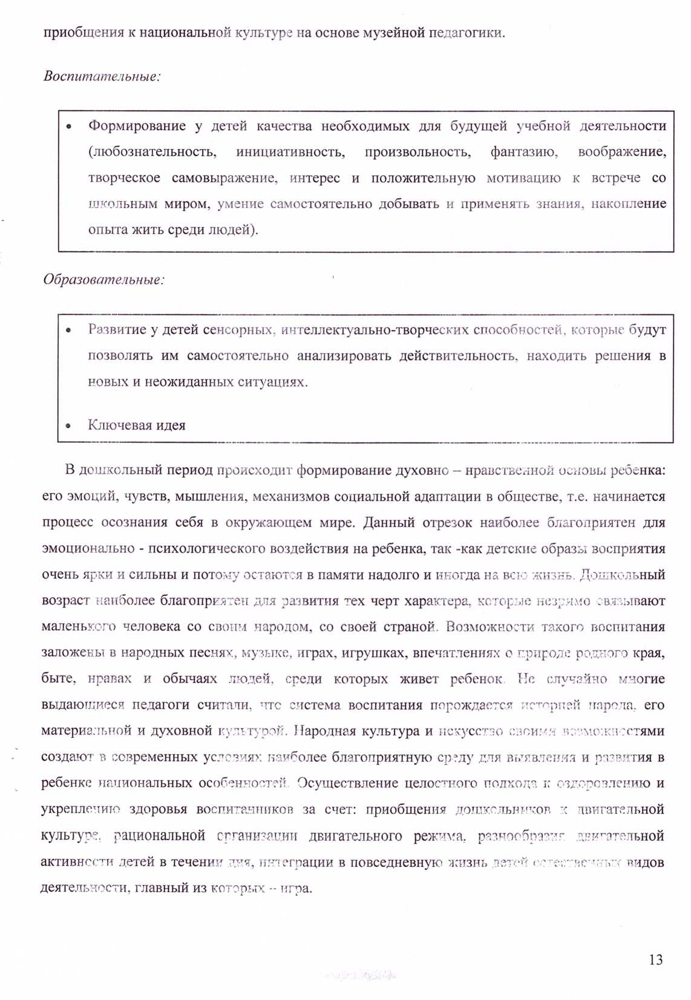 приобщения к национальной культуре на основе музейной педагогики.
Воспитательные:
• Формирование у детей качества необходимых для будущей учебной деятельности
(любознательность, инициативность, произвольность, фантазию, воображение,
творческое самовыражение, интерес и положительную мотивацию к встрече со
школьным миром, умение самостоятельно добывать и применять знания, накопление
опыта жить среди людей).
Образовательные:
• Развитие у детей сенсорных, интеллектуально-творческих способностей, которые будут
позволять им самостоятельно анализировать действительность, находить решения в
новых и неожиданных ситуациях.
• Ключевая идея
В дошкольный период происходит формирование духовно – нравственной основы ребенка:
его эмоций, чувств, мышления, механизмов социальной адаптации в обществе, т.е. начинается
процесс осознания себя в окружающем мире. Данный отрезок наиболее благоприятен для
эмоционально - психологического воздействия на ребенка, так -как детские образы восприятия
очень ярки и сильны и потому остаются в памяти надолго и иногда на всю жизнь. Дошкольный
возраст наиболее благоприятен для развития тех черт характера, которые незримо связывают
маленького человека со своим народом, со своей страной. Возможности такого воспитания
заложены в народных песнях, музыке, играх, игрушках, впечатлениях о природе родного края,
быте, нравах и обычаях людей, среди которых живет ребенок. Не случайно многие
выдающиеся педагоги считали, что система воспитания порождается историей народа, его
материальной и духовной культурой. Народная культура и искусство своими возможностями
создают в современных условиях наиболее благоприятную среду для выявления и развития в
ребенке национальных особенностей. Осуществление целостного подхода к оздоровлению и
укреплению здоровья воспитанников за счет: приобщения дошкольников к двигательной
культуре, рациональной организации двигательного режима, разнообразия двигательной
активности детей в течении дня, интеграции в повседневную жизнь детей естественных видов
деятельности, главный из которых – игра.
13